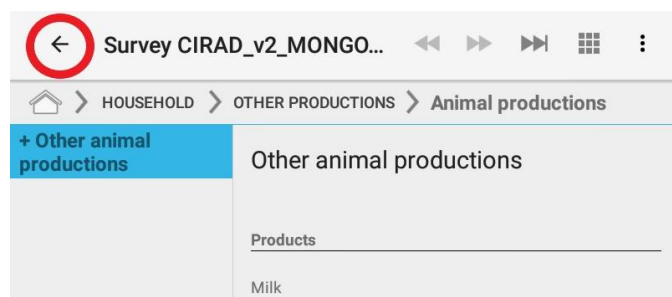 Survey CIRAD_v2_MONGO...
HOUSEHOLD OTHER PRODUCTIONS Animal productions
+ Other animal
productions
Other animal productions
Products
Milk